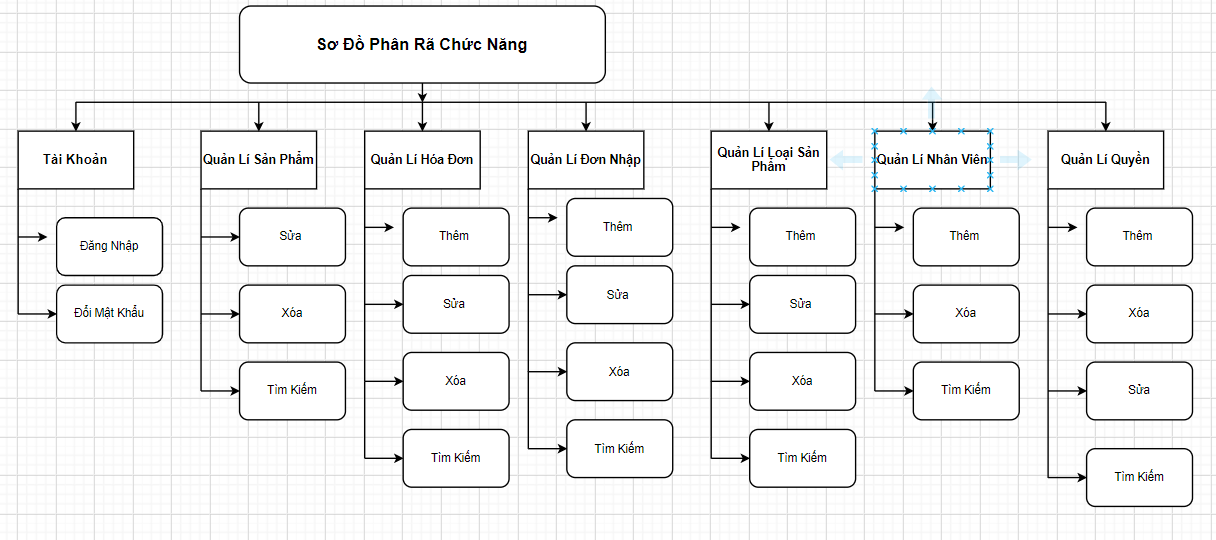 Sơ Đồ Phân Rã Chức Năng
Tài Khoản
Đăng Nhập
Đổi Mật Khẩu
Quản Lí Sản Phẩm
Sửa
Xóa
Tìm Kiếm
Quản Lí Hóa Đơn
Thêm
Sửa
Xóa
Tìm Kiếm
Quản Lí Đơn Nhập
Thêm
Sửa
Xóa
Tìm Kiếm
Quản Lí Loại Sản
Phẩm
Thêm
Sửa
Xóa
Tìm Kiếm
Quản Lí Nhân Viên
Thêm
Xóa
Tìm Kiếm
Quản Lí Quyền
Thêm
Xóa
Sửa
Tìm Kiếm